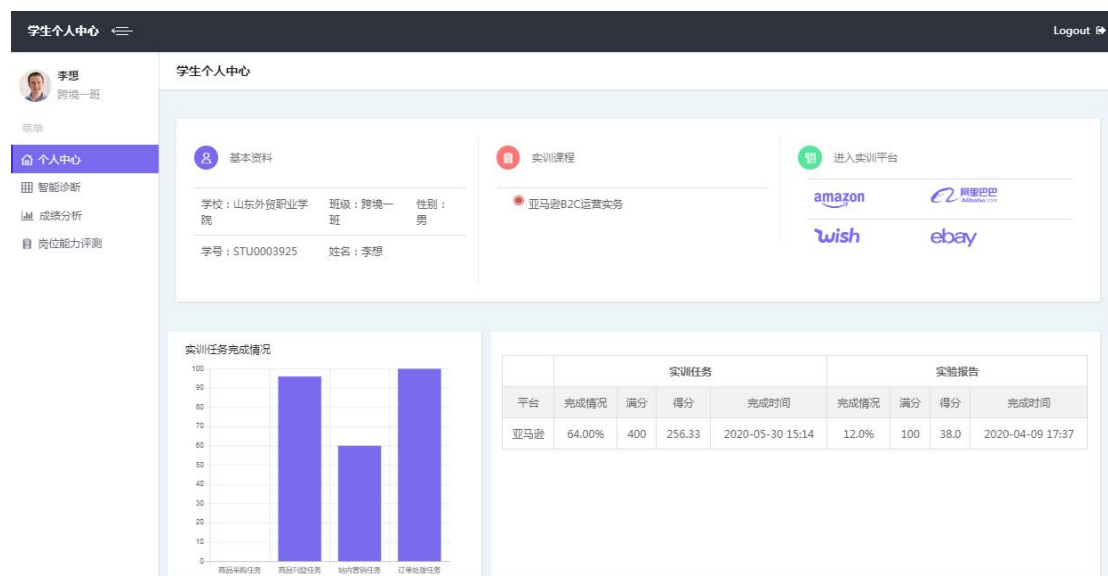 学生个人中心
Logout
李想
跨境一班
学生个人中心
菜单
个人中心
智能诊断
成绩分析
岗位能力评测
基本资料
学校：山东外贸职业学院
班级：跨境一班
性别：男
学号：STU0003925
姓名：李想
实训课程
亚马逊B2C运营实务
进入实训平台
amazon
阿里巴巴
Alibaba.com
wish
ebay
实训任务完成情况
100
90
80
70
60
50
40
30
20
10
0
商品采购任务 商品刊登任务 站内营销任务 订单处理任务
实训任务 实验报告
平台 完成情况 满分 得分 完成时间 完成情况 满分 得分 完成时间
亚马逊 64.00% 400 256.33 2020-05-30 15:14 12.0% 100 38.0 2020-04-09 17:37